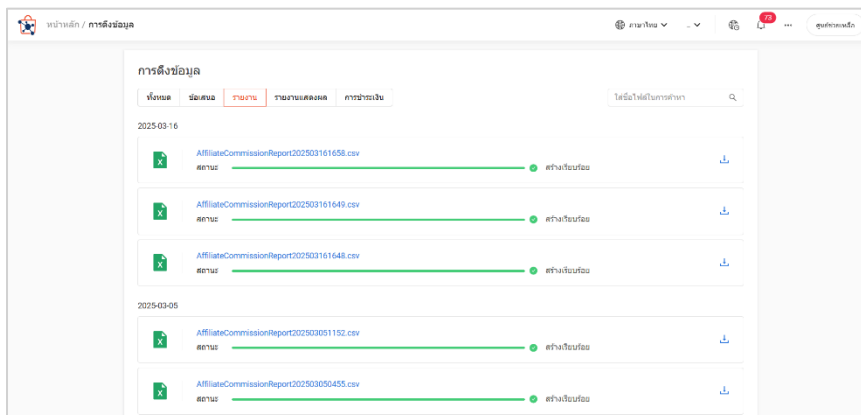 หน้าหลัก / การดึงข้อมูล
ภาษาไทย
73
ศูนย์ช่วยเหลือ
การดึงข้อมูล
ทั้งหมด ข้อเสนอ รายงาน รายงานแสดงผล การชำระเงิน
ใส่ชื่อไฟล์ในการค้นหา
2025-03-16
AffiliateCommissionReport202503161658.csv
สถานะ สร้างเรียบร้อย
AffiliateCommissionReport202503161649.csv
สถานะ สร้างเรียบร้อย
AffiliateCommissionReport202503161648.csv
สถานะ สร้างเรียบร้อย
2025-03-05
AffiliateCommissionReport202503051152.csv
สถานะ สร้างเรียบร้อย
AffiliateCommissionReport202503050455.csv
สถานะ สร้างเรียบร้อย